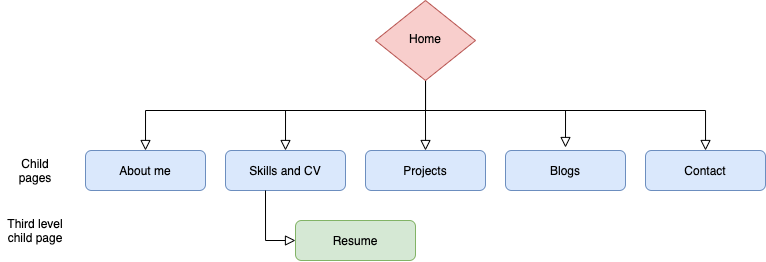 Home
Child
pages
About me
Skills and CV
Projects
Blogs
Contact
Third level
child page
Resume